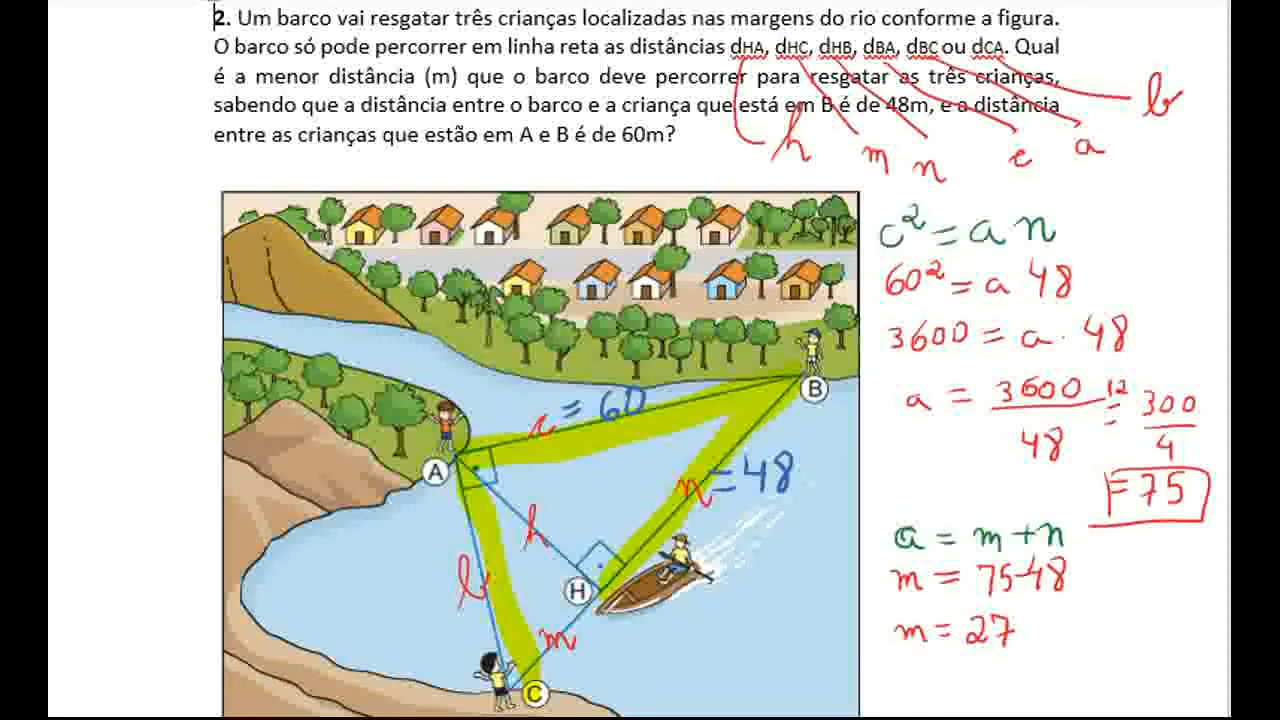 2. Um barco vai resgatar três crianças localizadas nas margens do rio conforme a figura.
O barco só pode percorrer em linha reta as distâncias dHA, dHC, dHB, dBA, dBC ou dCA. Qual
é a menor distância (m) que o barco deve percorrer para resgatar as três crianças,
sabendo que a distância entre o barco e a criança que está em B é de 48m, e a distância
entre as crianças que estão em A e B é de 60m?
h m n c a b
c² = a n
60² = a 48
3600 = a . 48
a = 3600/48 12 = 300/4
= 75
a = m + n
m = 75-48
m = 27
B
c = 60
A
n = 48
h
b
H
m
C